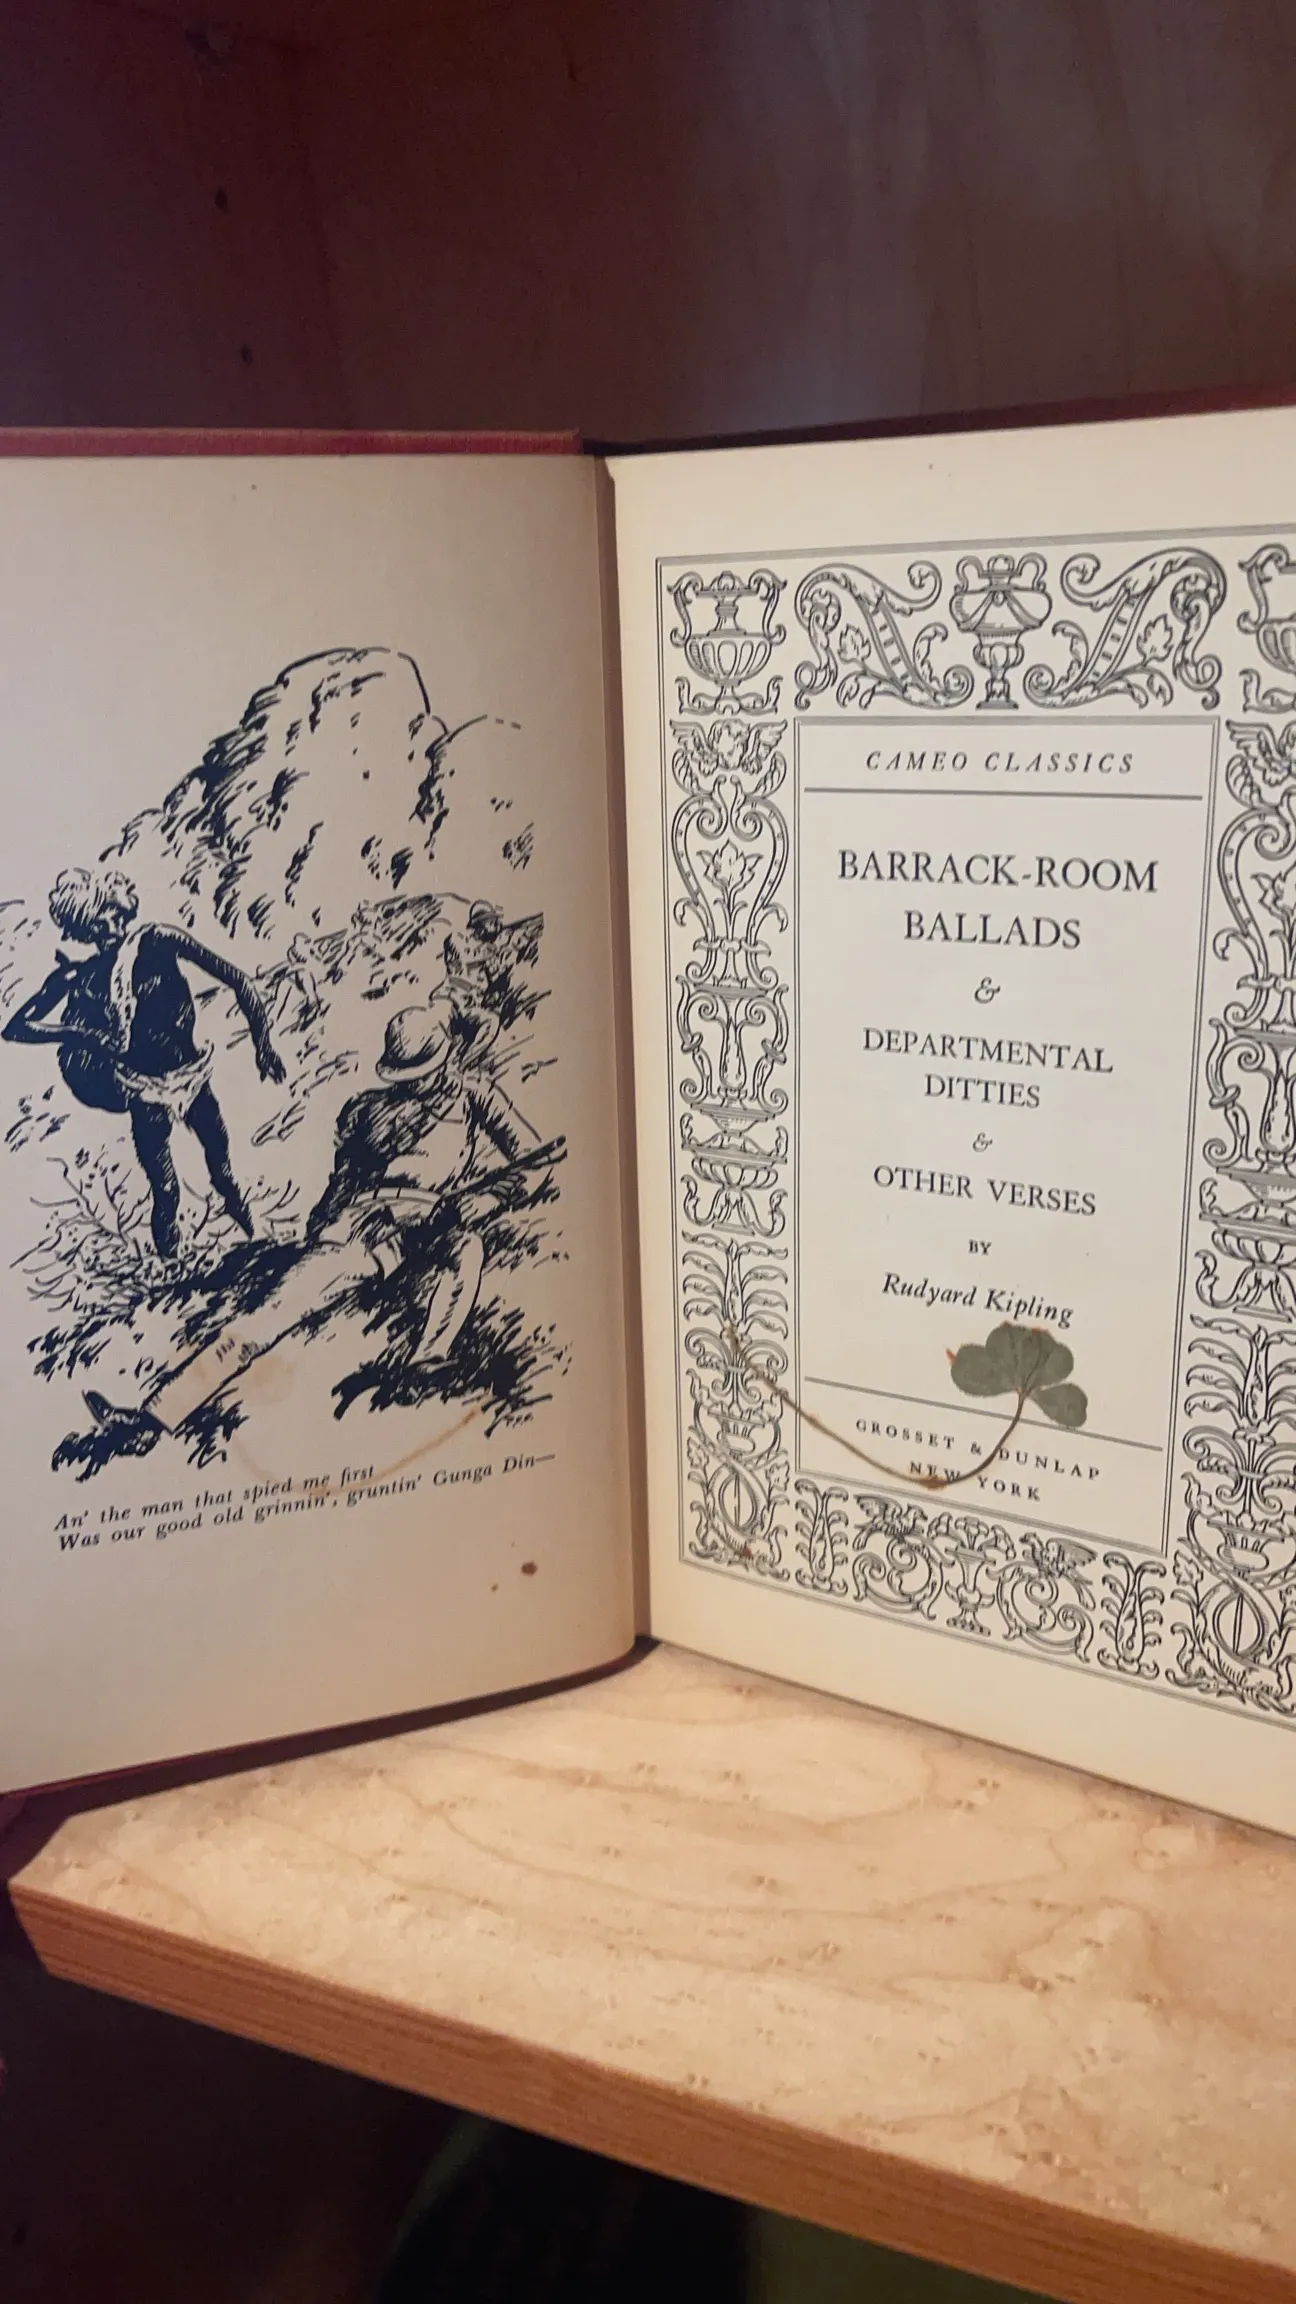 An' the man that spied me first
Was our good old grinnin', gruntin' Gunga Din—
CAMEO CLASSICS
BARRACK-ROOM
BALLADS
&
DEPARTMENTAL
DITTIES
&
OTHER VERSES
BY
Rudyard Kipling
GROSSET & DUNLAP
NEW YORK